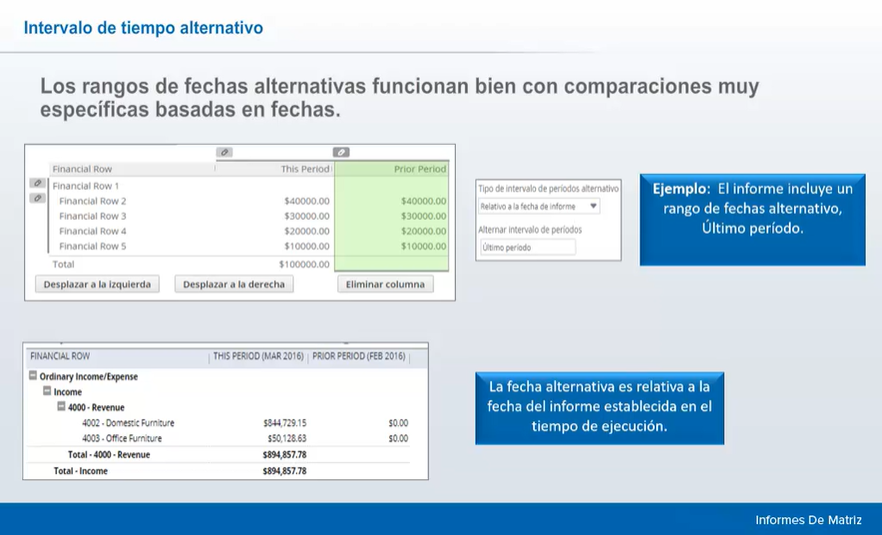 Intervalo de tiempo alternativo
Los rangos de fechas alternativas funcionan bien con comparaciones muy
específicas basadas en fechas.
Financial Row This Period Prior Period
Financial Row 1
Financial Row 2 $40000.00 $40000.00
Financial Row 3 $30000.00 $30000.00
Financial Row 4 $20000.00 $20000.00
Financial Row 5 $10000.00 $10000.00
Total $100000.00
Desplazar a la izquierda Desplazar a la derecha Eliminar columna
Tipo de intervalo de períodos alternativo
Relativo a la fecha de informe
Alternar intervalo de períodos
Último período
Ejemplo: El informe incluye un
rango de fechas alternativo,
Último período.
FINANCIAL ROW THIS PERIOD (MAR 2016) PRIOR PERIOD (FEB 2016)
Ordinary Income/Expense
Income
4000 - Revenue
4002 - Domestic Furniture $844,729.15 $0.00
4003 - Office Furniture $50,128.63 $0.00
Total - 4000 - Revenue $894,857.78
Total - Income $894,857.78
La fecha alternativa es relativa a la
fecha del informe establecida en el
tiempo de ejecución.
Informes De Matriz